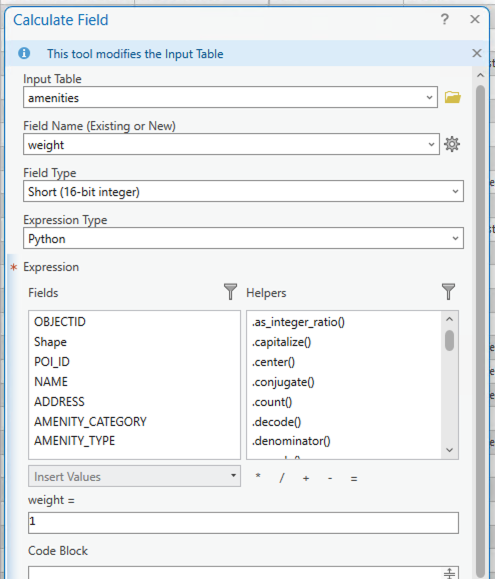 Calculate Field ? ×
This tool modifies the Input Table ×
Input Table
amenities
Field Name (Existing or New)
weight
Field Type
Short (16-bit integer)
Expression Type
Python
* Expression
Fields Helpers
OBJECTID .as_integer_ratio()
Shape .capitalize()
POI_ID .center()
NAME .conjugate()
ADDRESS .count()
AMENITY_CATEGORY .decode()
AMENITY_TYPE .denominator()
Insert Values * / + - =
weight =
1
Code Block